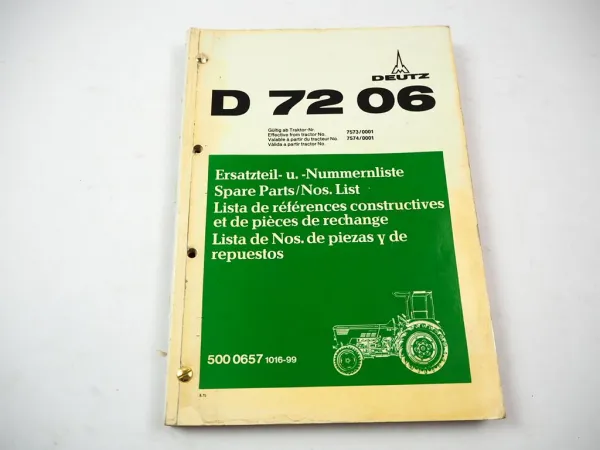 DEUTZ
D 72 06
Gültig ab Traktor-Nr.
Effective from tractor No. 7573/0001
Valable à partir du tracteur No. 7574/0001
Válida a partir tractor No.
Ersatzteil- u. -Nummernliste
Spare Parts/Nos. List
Lista de références constructives
et de pièces de rechange
Lista de Nos. de piezas y de
repuestos
500 0657 1016-99